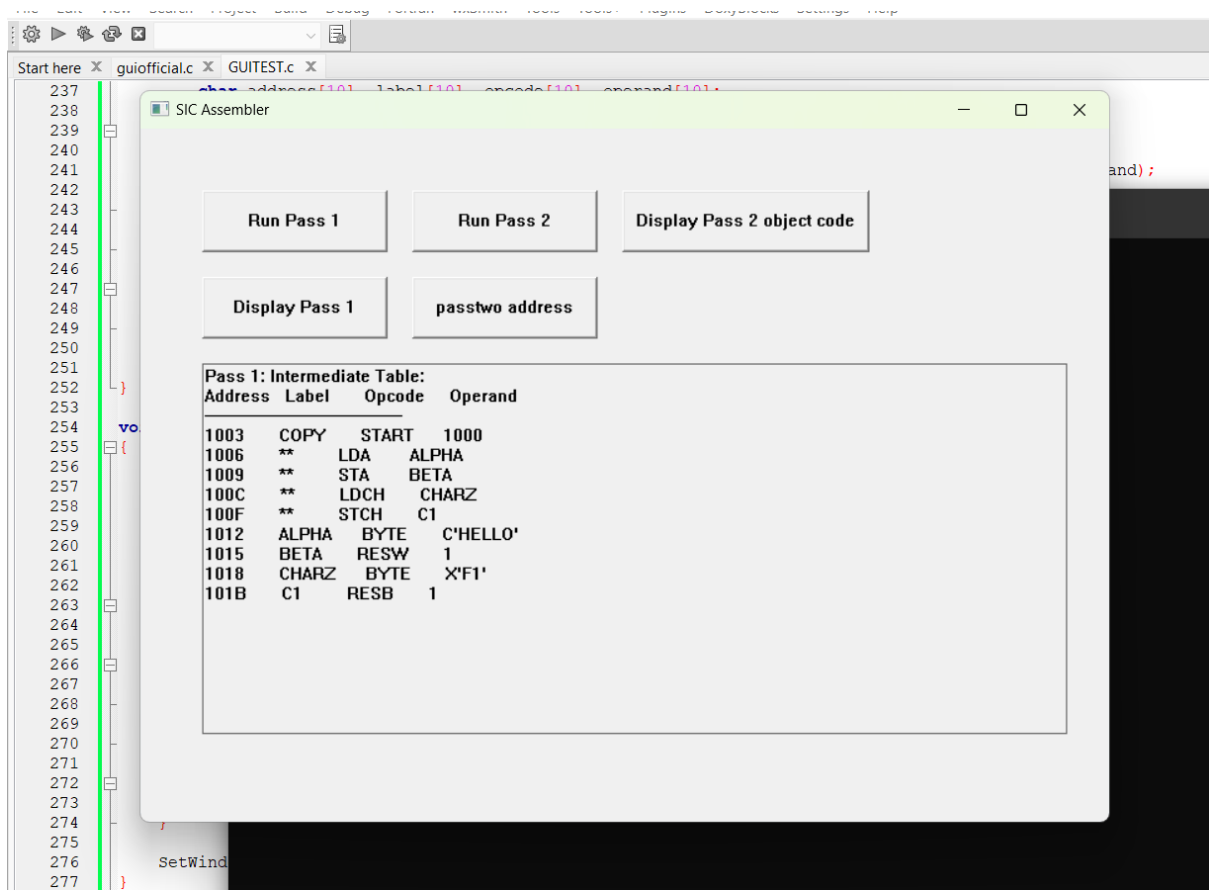 Start here X guiofficial.c X GUITEST.c X
237
238
239
240
241 and);
242
243
244
245
246
247
248
249
250
251
252 }
253
254 vo
255 {
256
257
258
259
260
261
262
263
264
265
266
267
268
269
270
271
272
273
274 }
275
276 SetWind
277 }
SIC Assembler
Run Pass 1 Run Pass 2 Display Pass 2 object code
Display Pass 1 passtwo address
Pass 1: Intermediate Table:
Address Label Opcode Operand
1003 COPY START 1000
1006 ** LDA ALPHA
1009 ** STA BETA
100C ** LDCH CHARZ
100F ** STCH C1
1012 ALPHA BYTE C'HELLO'
1015 BETA RESW 1
1018 CHARZ BYTE X'F1'
101B C1 RESB 1